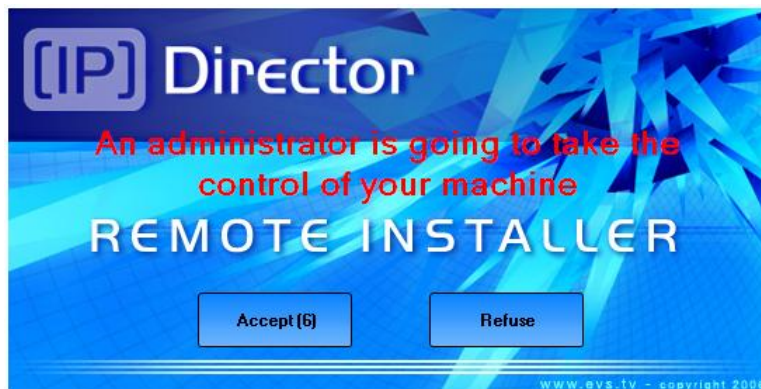 [IP] Director
An administrator is going to take the
control of your machine
REMOTE INSTALLER
Accept (6)
Refuse
www.evs.tv - copyright